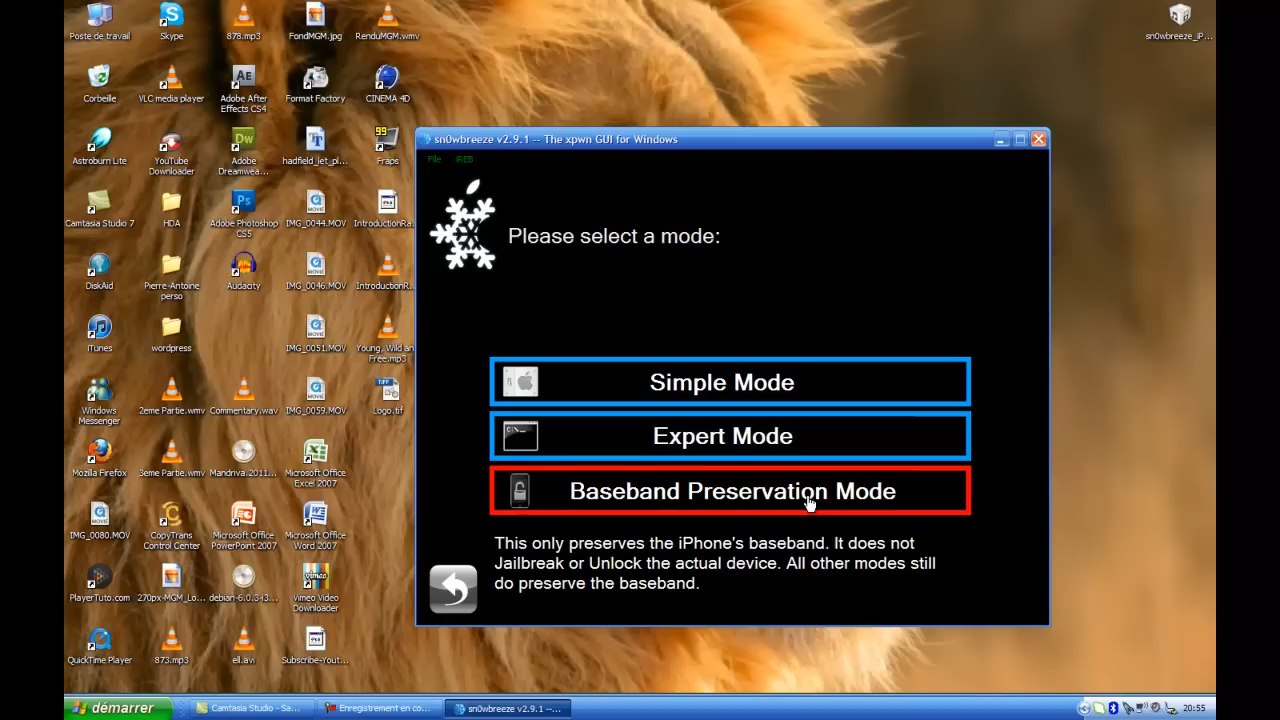 Poste de travail
Skype
878.mp3
FondMGM.jpg
RenduMGM.wmv
sn0wbreeze_iP...
Corbeille
VLC media player
Adobe After
Effects CS4
Format Factory
CINEMA 4D
Astroburn Lite
YouTube
Downloader
Adobe
Dreamwea...
hadfield_let_pl...
99
Fraps
Camtasia Studio 7
HDA
Adobe Photoshop
CS5
IMG_0044.MOV
IntroductionRa...
DiskAid
Pierre-Antoine
perso
Audacity
IMG_0046.MOV
IntroductionR...
iTunes
wordpress
IMG_0051.MOV
Young, Wild an
Free.mp3
Windows
Messenger
2eme Partie.wmv
Commentary.wav
IMG_0059.MOV
Logo.tif
Mozilla Firefox
3eme Partie.wmv
Mandriva.2011...
Microsoft Office
Excel 2007
IMG_0080.MOV
CopyTrans
Control Center
Microsoft Office
PowerPoint 2007
Microsoft Office
Word 2007
PlayerTuto.com
270px-MGM_Lo...
debian-6.0.3-i3...
Vimeo Video
Downloader
QuickTime Player
873.mp3
ell.avi
Subscribe-Yout...
sn0wbreeze v2.9.1 -- The xpwn GUI for Windows
File iREB
Please select a mode:
Simple Mode
Expert Mode
Baseband Preservation Mode
This only preserves the iPhone's baseband. It does not
Jailbreak or Unlock the actual device. All other modes still
do preserve the baseband.
démarrer
Camtasia Studio - Sa...
Enregistrement en co...
sn0wbreeze v2.9.1 --...
20:55